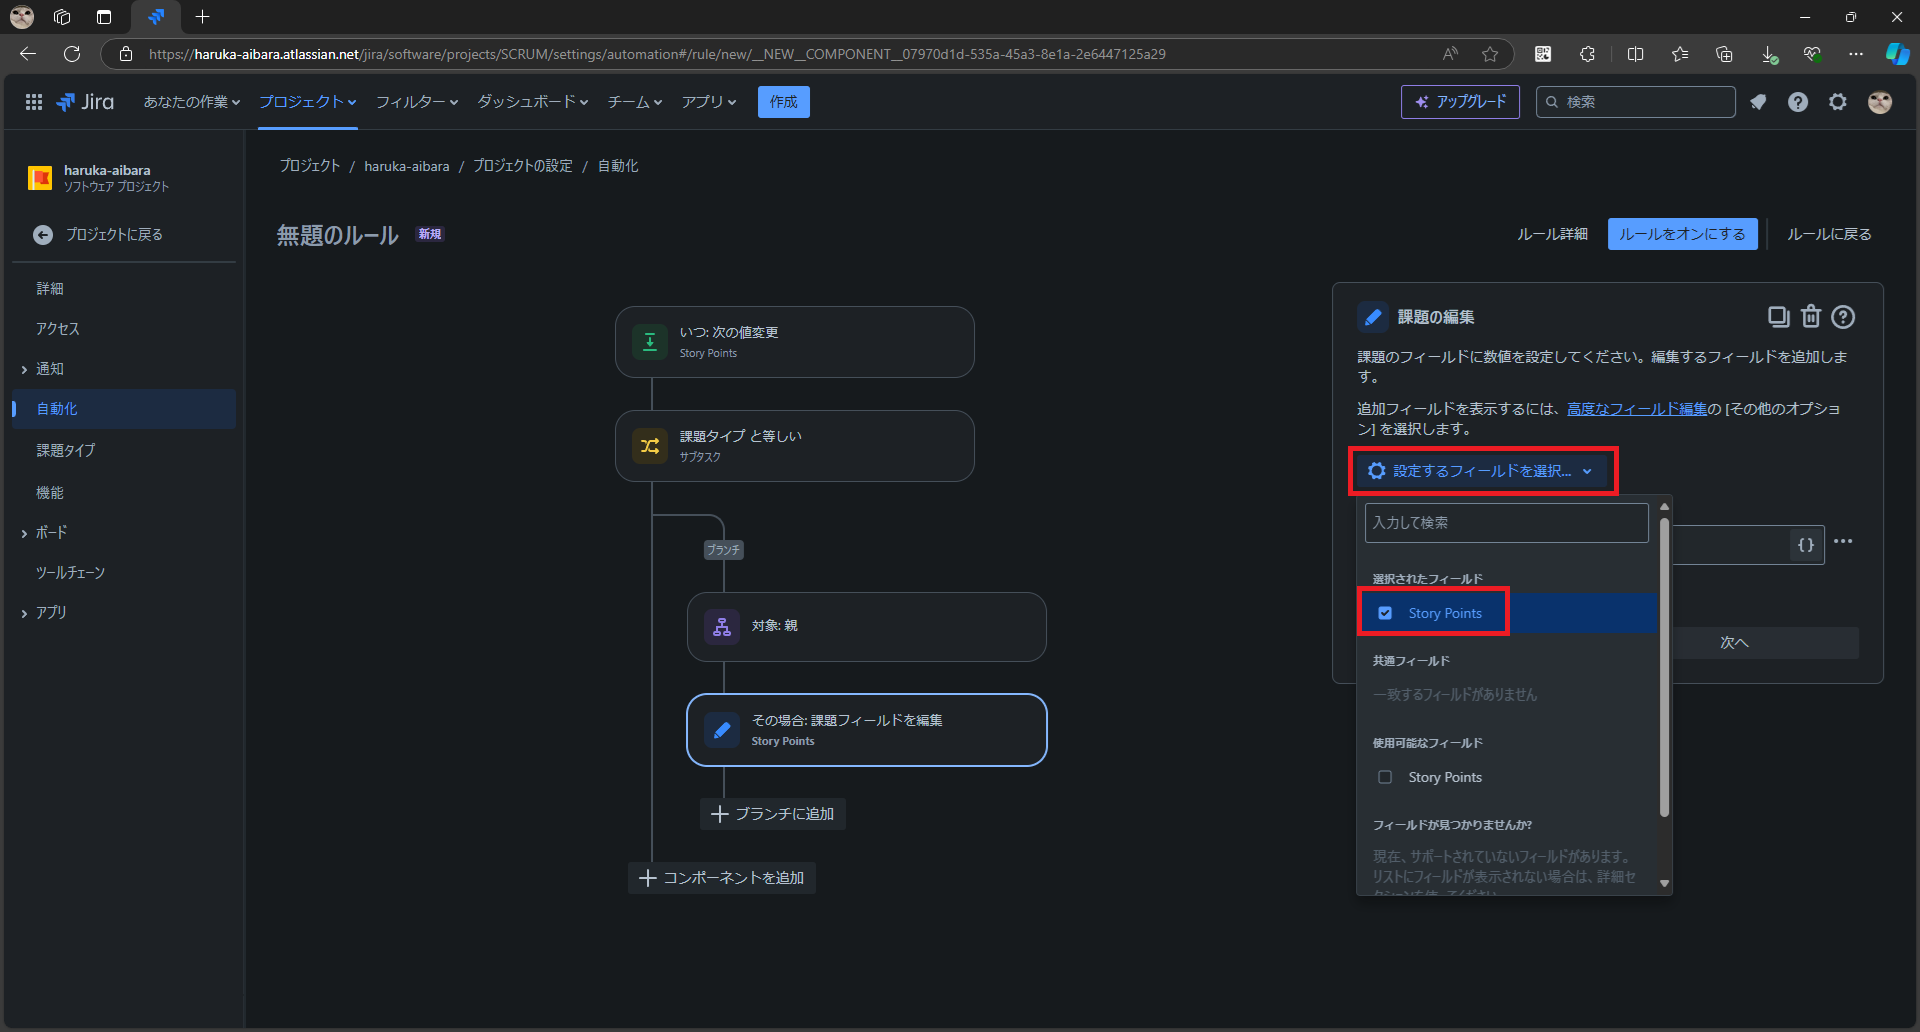 https://haruka-aibara.atlassian.net/jira/software/projects/SCRUM/settings/automation#/rule/new/__NEW__COMPONENT__07970d1d-535a-45a3-8e1a-2e6447125a29
Jira
あなたの作業
プロジェクト
フィルター
ダッシュボード
チーム
アプリ
作成
アップグレード
検索
haruka-aibara
ソフトウェア プロジェクト
プロジェクトに戻る
詳細
アクセス
通知
自動化
課題タイプ
機能
ボード
ツールチェーン
アプリ
プロジェクト / haruka-aibara / プロジェクトの設定 / 自動化
無題のルール 新規
ルール詳細
ルールをオンにする
ルールに戻る
いつ: 次の値変更
Story Points
課題タイプ と等しい
サブタスク
ブランチ
対象: 親
その場合: 課題フィールドを編集
Story Points
ブランチに追加
コンポーネントを追加
課題の編集
課題のフィールドに数値を設定してください。編集するフィールドを追加しま
す。
追加フィールドを表示するには、高度なフィールド編集の [その他のオプショ
ン] を選択します。
設定するフィールドを選択...
入力して検索
{}
選択されたフィールド
Story Points
共通フィールド
一致するフィールドがありません
次へ
使用可能なフィールド
Story Points
フィールドが見つかりませんか?
現在、サポートされていないフィールドがあります。
リストにフィールドが表示されない場合は、詳細セ